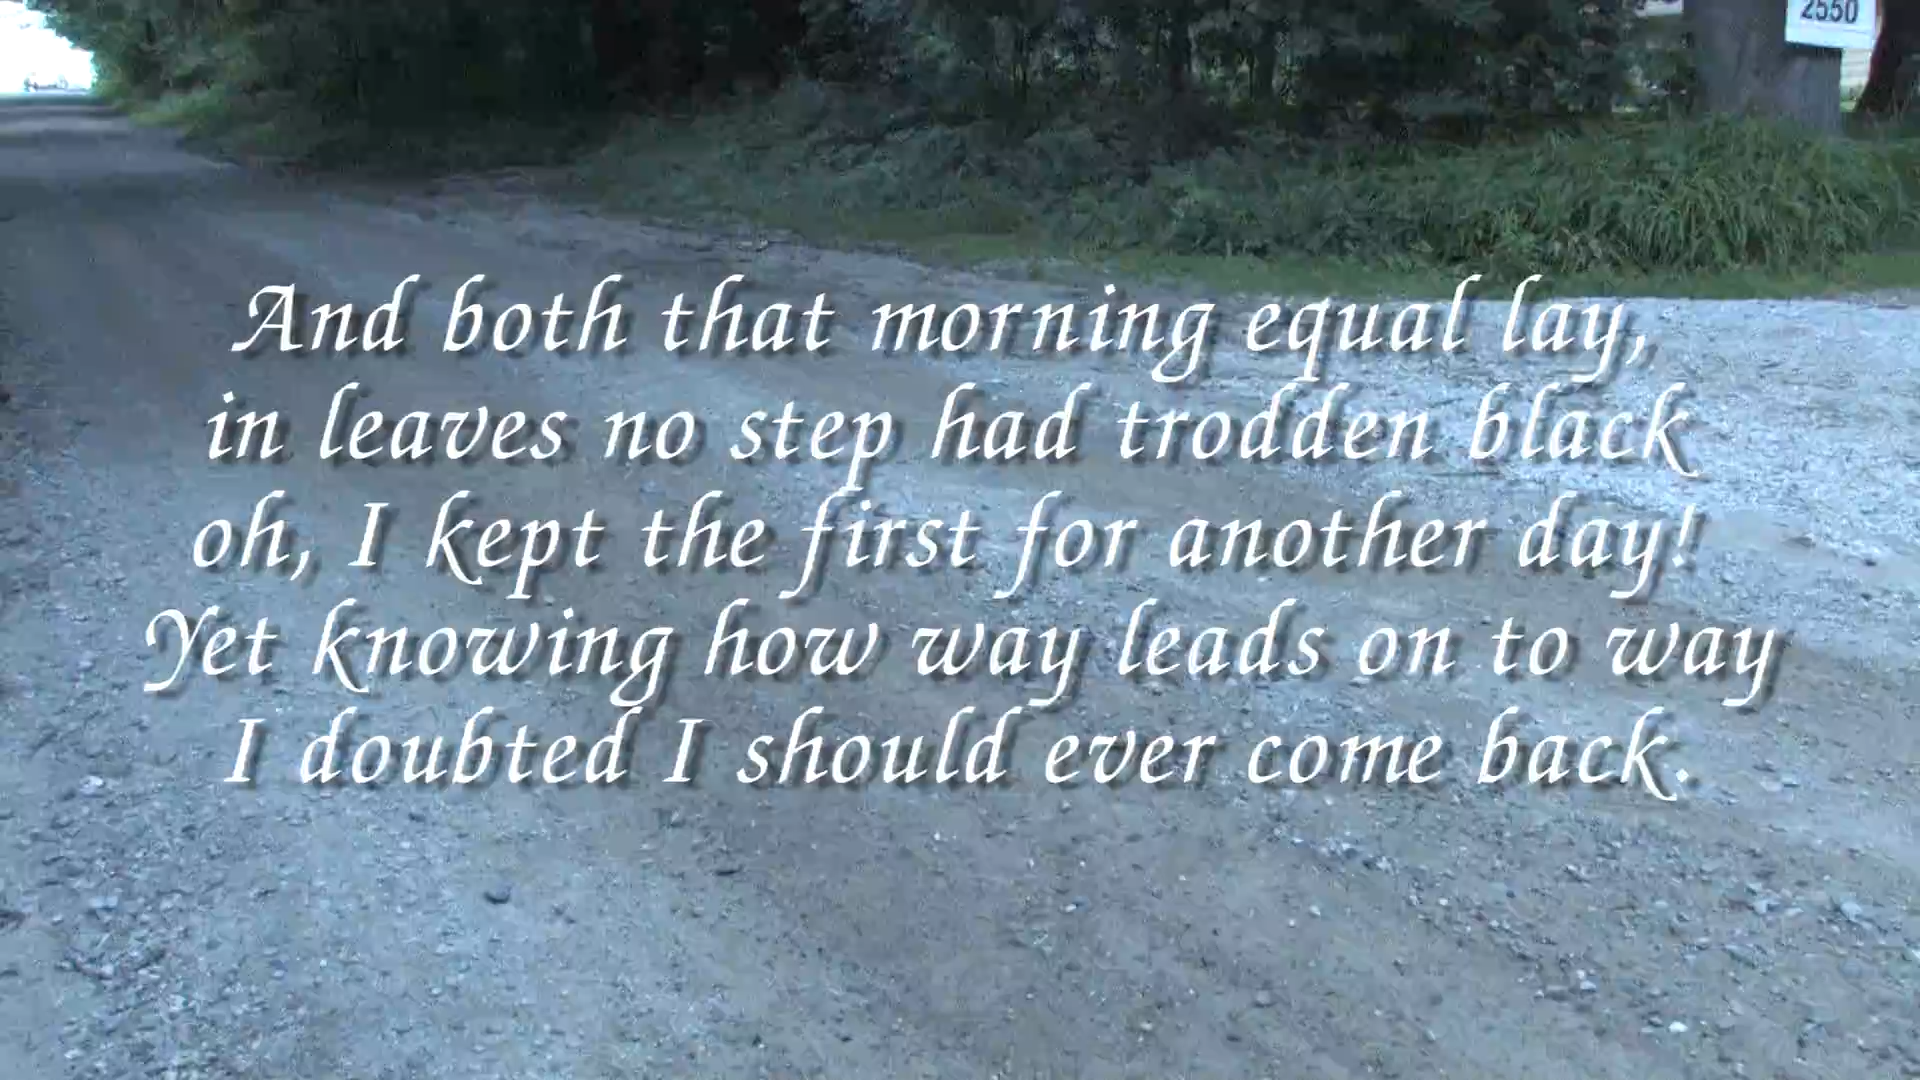 2550
And both that morning equal lay,
in leaves no step had trodden black
oh, I kept the first for another day!
Yet knowing how way leads on to way
I doubted I should ever come back.